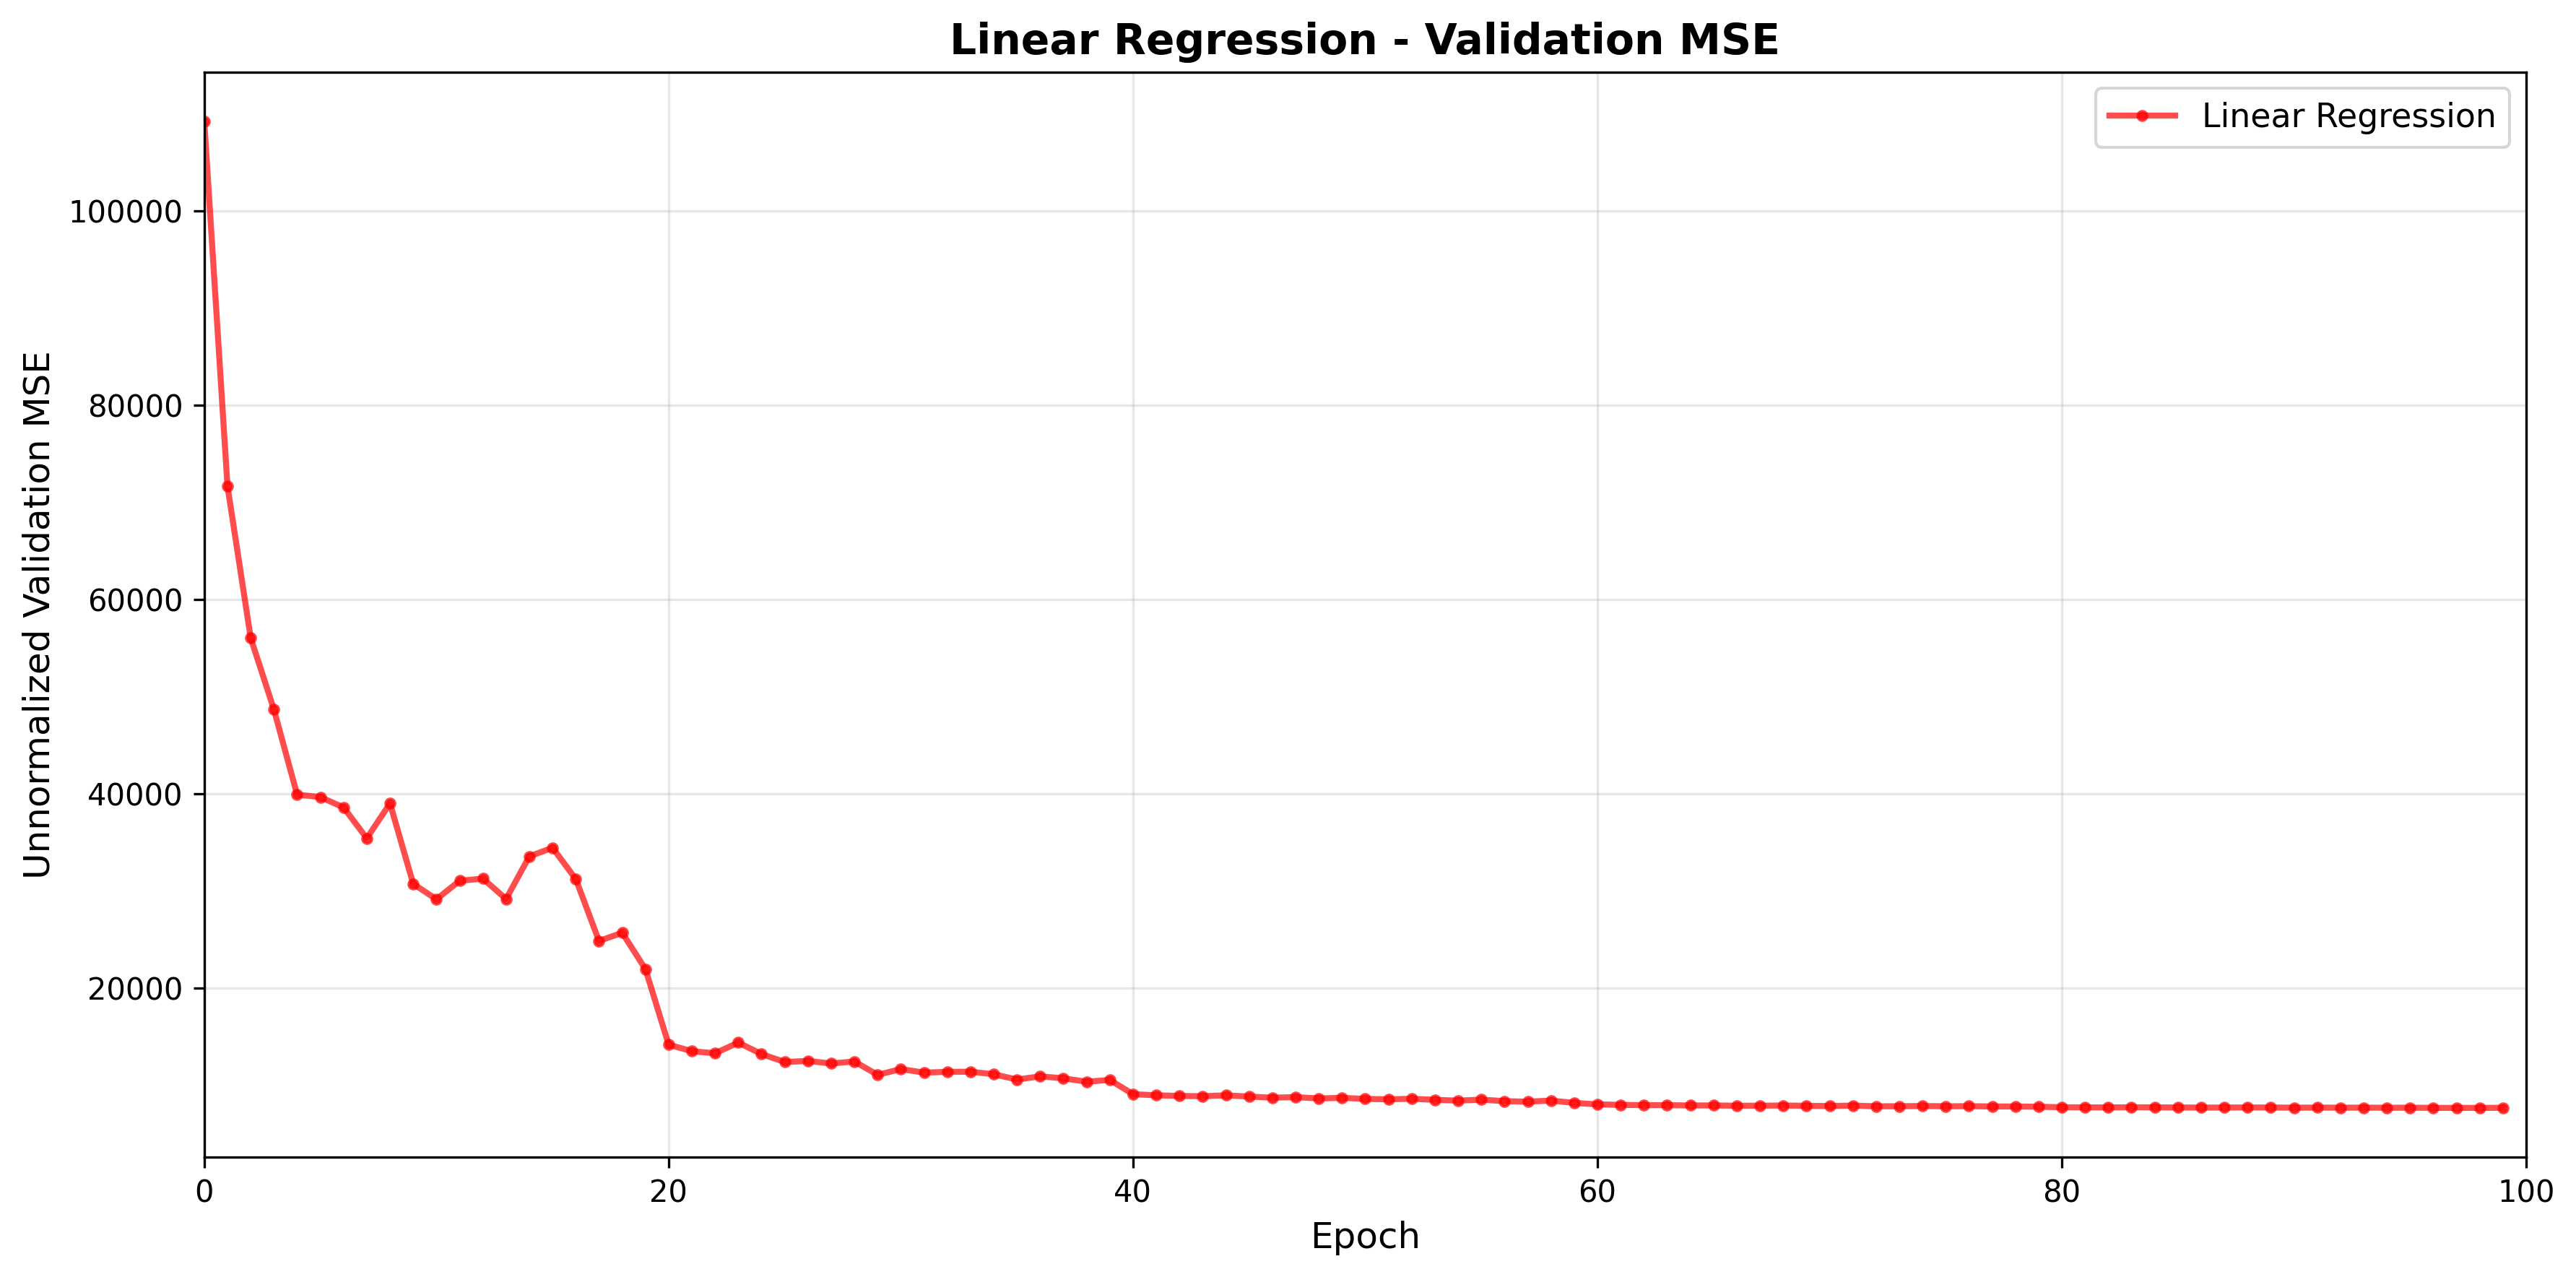 Linear Regression - Validation MSE
Linear Regression
Unnormalized Validation MSE
100000
80000
60000
40000
20000
0 20 40 60 80 100
Epoch